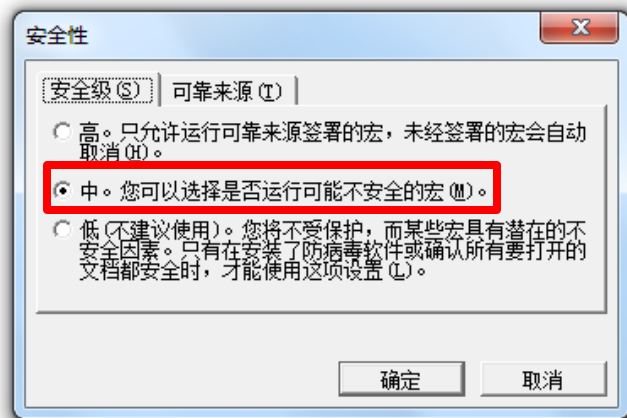 安全性
安全级(S) 可靠来源(T)
高。只允许运行可靠来源签署的宏，未经签署的宏会自动
取消(H)。
中。您可以选择是否运行可能不安全的宏(M)。
低(不建议使用)。您将不受保护，而某些宏具有潜在的不
安全因素。只有在安装了防病毒软件或确认所有要打开的
文档都安全时，才能使用这项设置(L)。
确定 取消